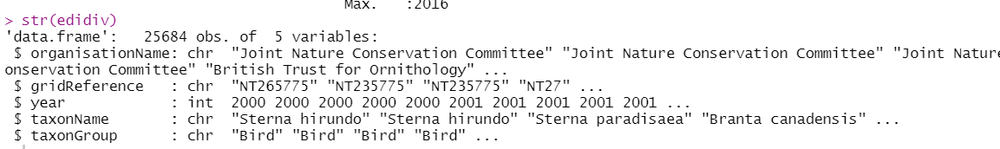 Max.   :2016
> str(edidiv)
'data.frame':   25684 obs. of  5 variables:
 $ organisationName: chr  "Joint Nature Conservation Committee" "Joint Nature Conservation Committee" "Joint Nature
onservation Committee" "British Trust for Ornithology" ...
 $ gridReference   : chr  "NT265775" "NT235775" "NT235775" "NT27" ...
 $ year            : int  2000 2000 2000 2000 2000 2001 2001 2001 2001 2001 ...
 $ taxonName       : chr  "Sterna hirundo" "Sterna hirundo" "Sterna paradisaea" "Branta canadensis" ...
 $ taxonGroup      : chr  "Bird" "Bird" "Bird" "Bird" ...